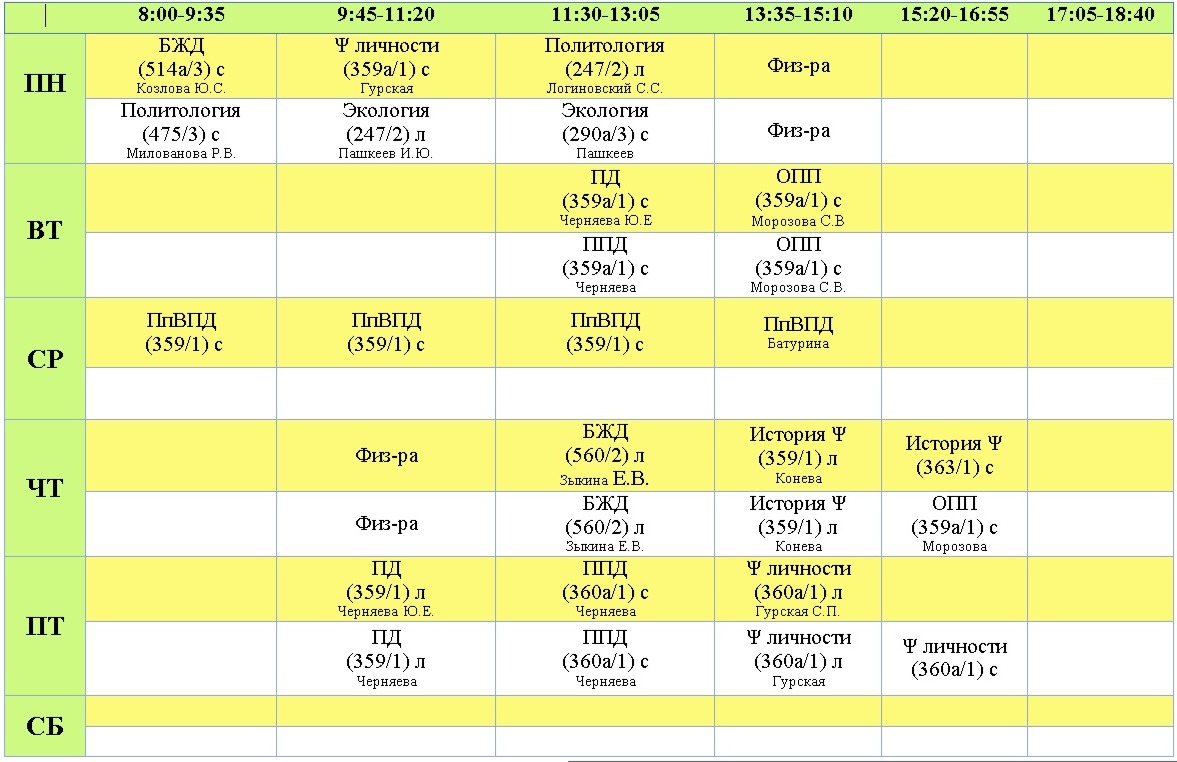 8:00-9:35 9:45-11:20 11:30-13:05 13:35-15:10 15:20-16:55 17:05-18:40
ПН
БЖД
(514а/3) с
Козлова Ю.С.
Ψ личности
(359а/1) с
Гурская
Политология
(247/2) л
Логиновский С.С.
Физ-ра
Политология
(475/3) с
Милованова Р.В.
Экология
(247/2) л
Пашкеев И.Ю.
Экология
(290а/3) с
Пашкеев
Физ-ра
ВТ
ПД
(359а/1) с
Черняева Ю.Е
ОПП
(359а/1) с
Морозова С.В
ППД
(359а/1) с
Черняева
ОПП
(359а/1) с
Морозова С.В.
СР
ПпВПД
(359/1) с
ПпВПД
(359/1) с
ПпВПД
(359/1) с
ПпВПД
Батурина
ЧТ
Физ-ра
БЖД
(560/2) л
Зыкина Е.В.
История Ψ
(359/1) л
Конева
История Ψ
(363/1) с
Физ-ра
БЖД
(560/2) л
Зыкина Е.В.
История Ψ
(359/1) л
Конева
ОПП
(359а/1) с
Морозова
ПТ
ПД
(359/1) л
Черняева Ю.Е.
ППД
(360а/1) с
Черняева
Ψ личности
(360а/1) л
Гурская С.П.
ПД
(359/1) л
Черняева
ППД
(360а/1) с
Черняева
Ψ личности
(360а/1) л
Гурская
Ψ личности
(360а/1) с
СБ